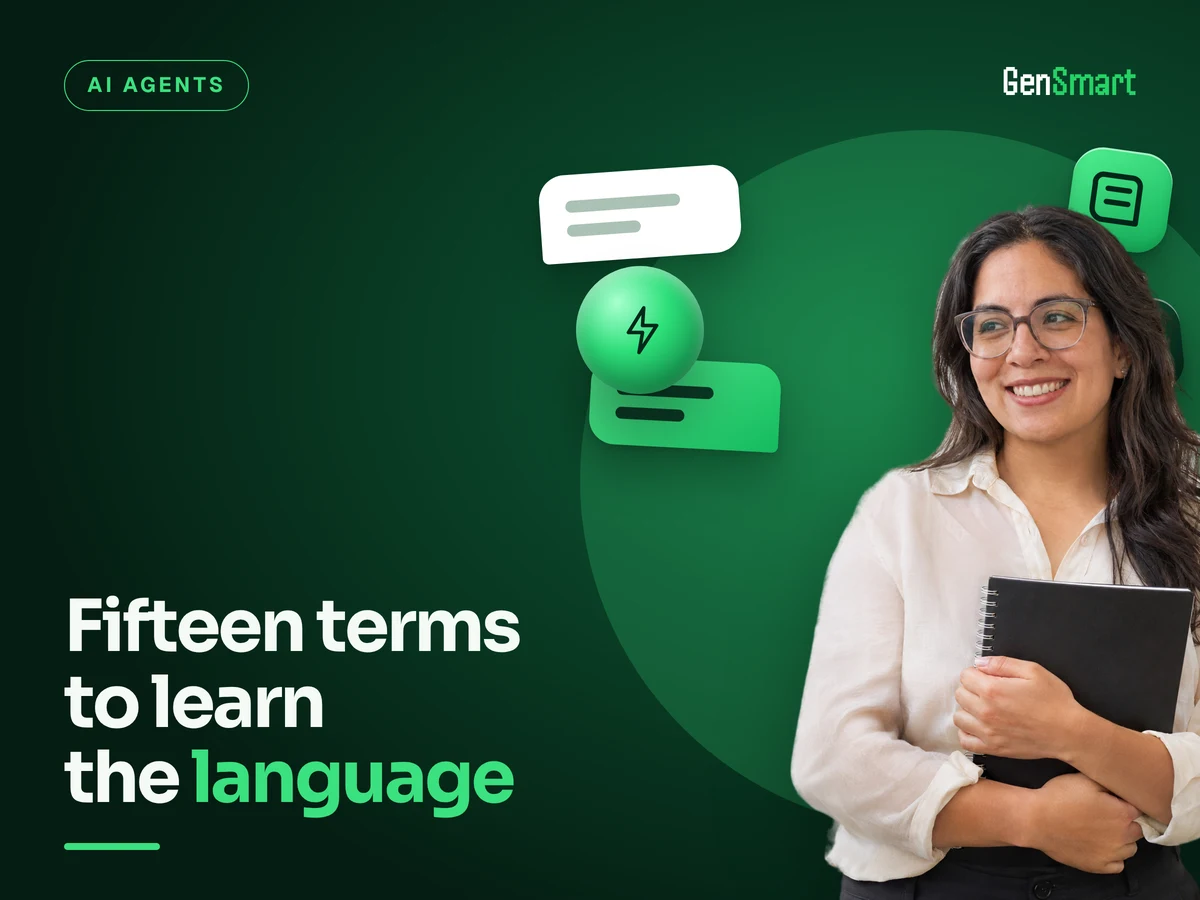 AI AGENTS
GenSmart
Fifteen terms
to learn
the language